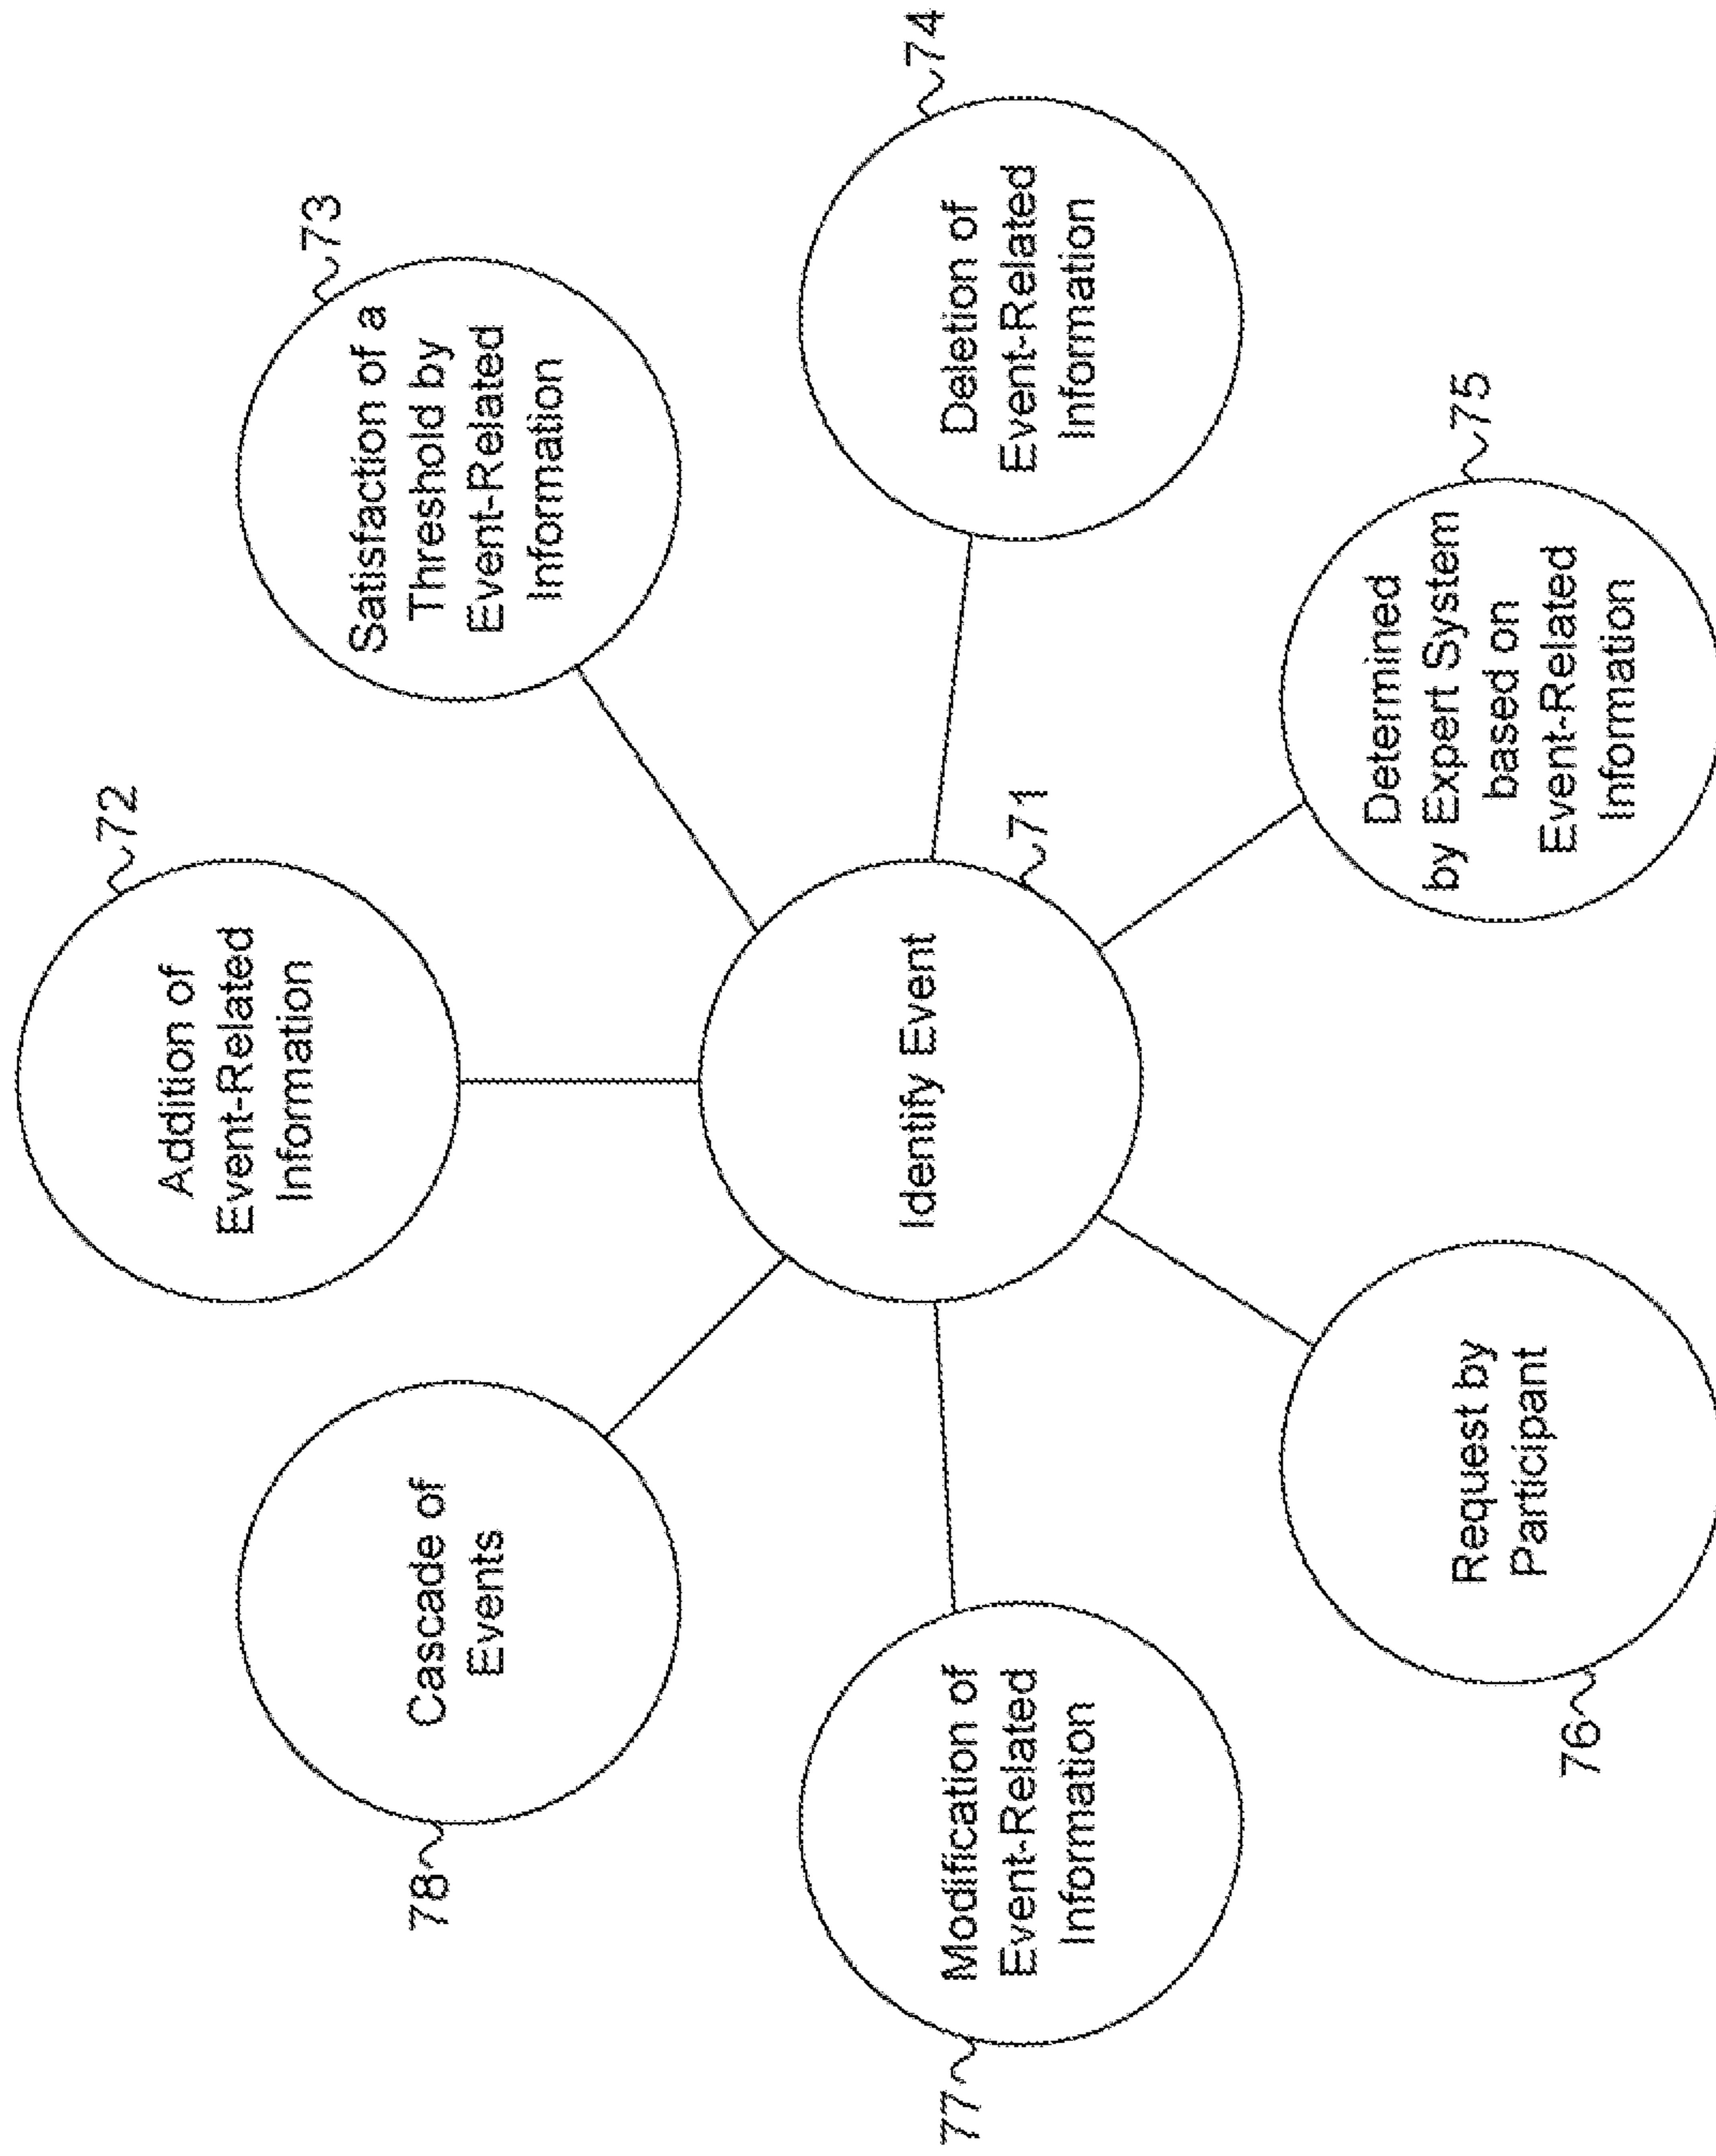 72
Addition of
Event-Related
Information
73
Satisfaction of a
Threshold by
Event-Related
Information
74
Deletion of
Event-Related
Information
75
Determined
by Expert System
based on
Event-Related
Information
76
Request by
Participant
77
Modification of
Event-Related
Information
78
Cascade of
Events
71
Identify Event